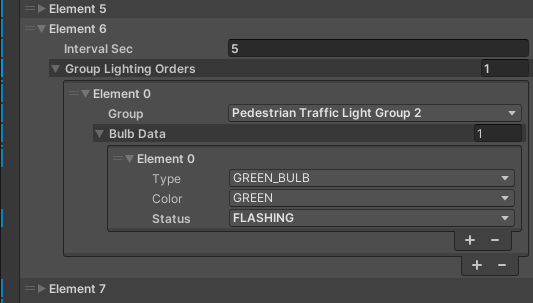 Element 5
Element 6
Interval Sec 5
Group Lighting Orders 1
Element 0
Group Pedestrian Traffic Light Group 2
Bulb Data 1
Element 0
Type GREEN_BULB
Color GREEN
Status FLASHING
+ −
+ −
Element 7